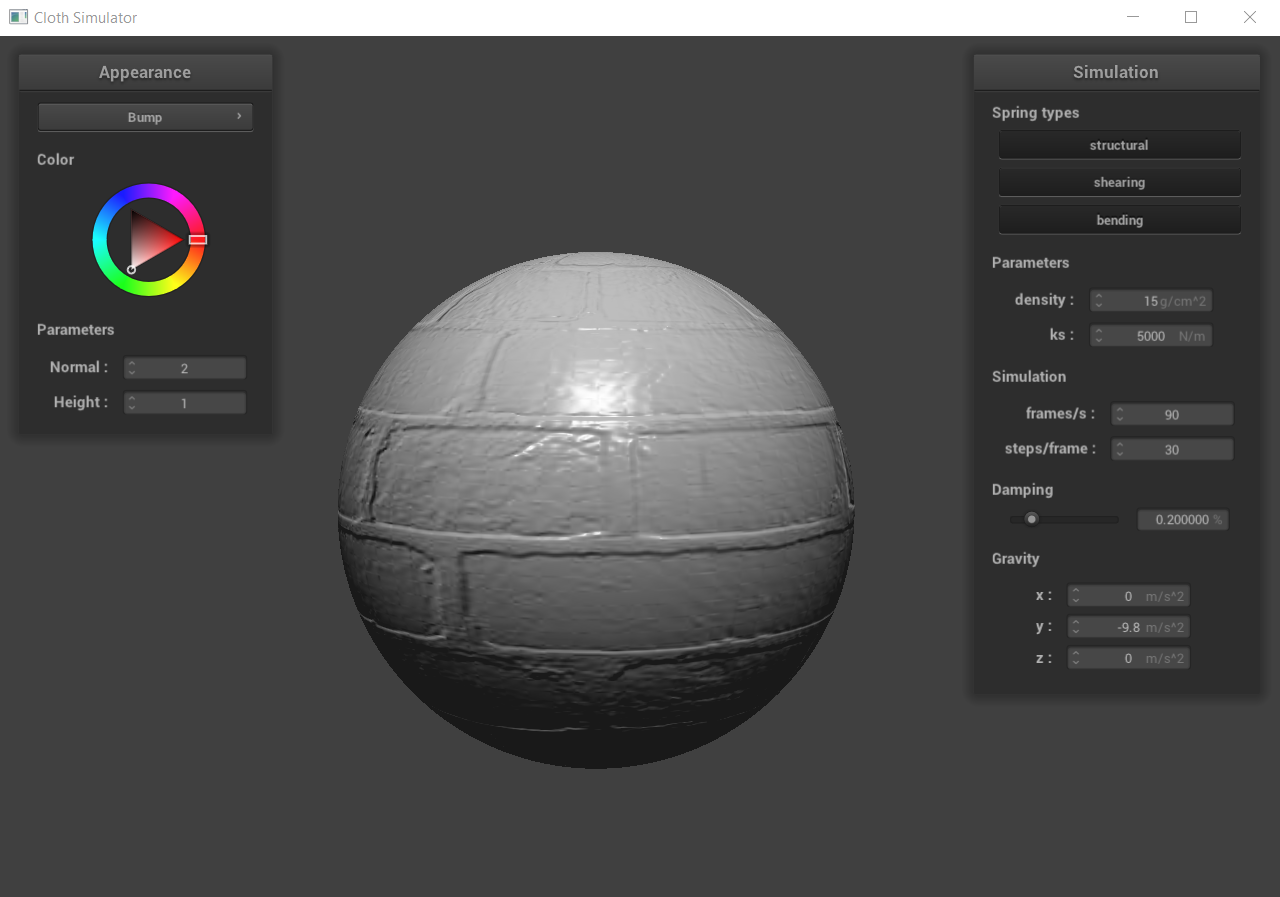 Cloth Simulator
Appearance
Bump
Color
Parameters
Normal : 2
Height : 1
Simulation
Spring types
structural
shearing
bending
Parameters
density : 15 g/cm^2
ks : 5000 N/m
Simulation
frames/s : 90
steps/frame : 30
Damping
0.200000 %
Gravity
x : 0 m/s^2
y : -9.8 m/s^2
z : 0 m/s^2